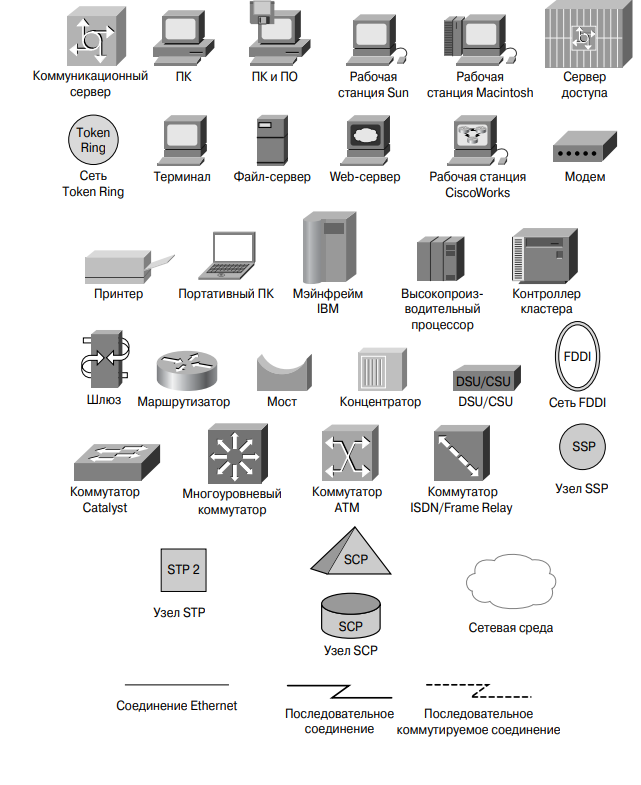 Коммуникационный
сервер
ПК
ПК и ПО
Рабочая
станция Sun
Рабочая
станция Macintosh
Сервер
доступа
Token
Ring
Сеть
Token Ring
Терминал
Файл-сервер
Web-сервер
Рабочая станция
CiscoWorks
Модем
Принтер
Портативный ПК
Мэйнфрейм
IBM
Высокопроиз-
водительный
процессор
Контроллер
кластера
Шлюз
Маршрутизатор
Мост
Концентратор
DSU/CSU
DSU/CSU
FDDI
Сеть FDDI
Коммутатор
Catalyst
Многоуровневый
коммутатор
Коммутатор
ATM
Коммутатор
ISDN/Frame Relay
SSP
Узел SSP
STP 2
Узел STP
SCP
SCP
Узел SCP
Сетевая среда
Соединение Ethernet
Последовательное
соединение
Последовательное
коммутируемое соединение